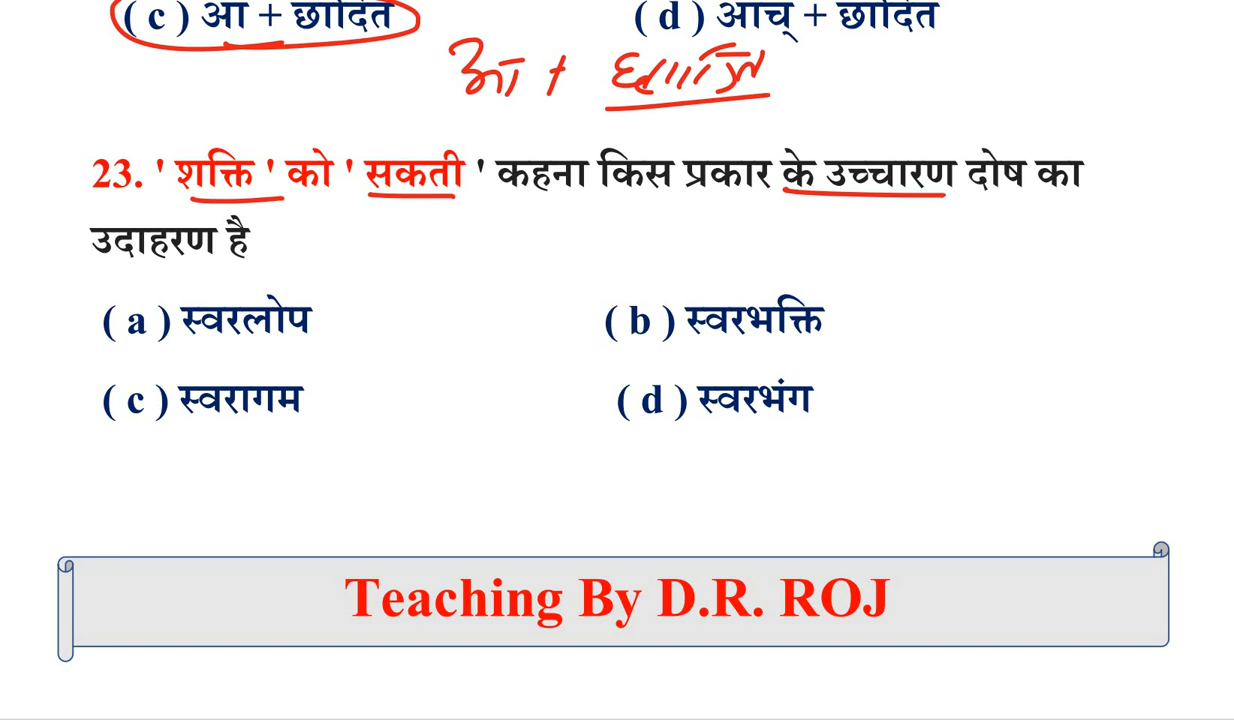 ( c ) आ + छादित ( d ) आच् + छादित
आ +
23. ' शक्ति ' को ' सकती ' कहना किस प्रकार के उच्चारण दोष का
उदाहरण है
( a ) स्वरलोप ( b ) स्वरभक्ति
( c ) स्वरागम ( d ) स्वरभंग
Teaching By D.R. ROJ